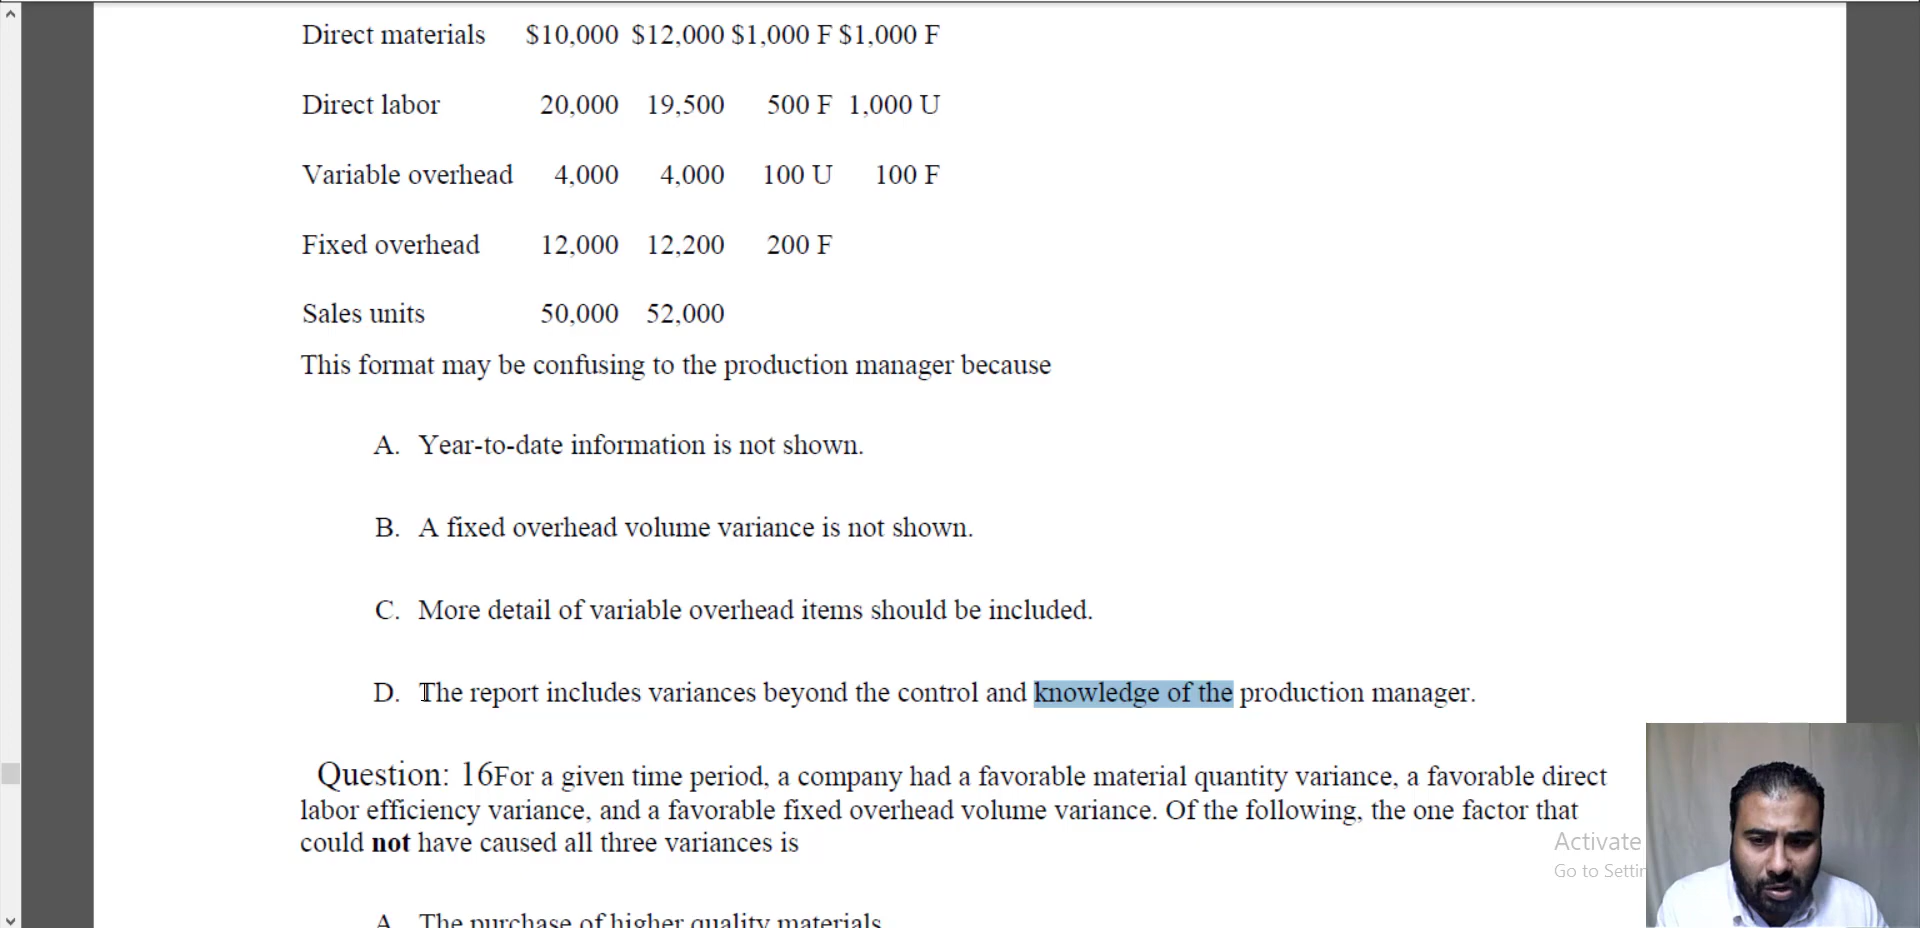 Direct materials $10,000 $12,000 $1,000 F $1,000 F
Direct labor 20,000 19,500 500 F 1,000 U
Variable overhead 4,000 4,000 100 U 100 F
Fixed overhead 12,000 12,200 200 F
Sales units 50,000 52,000
This format may be confusing to the production manager because
A. Year-to-date information is not shown.
B. A fixed overhead volume variance is not shown.
C. More detail of variable overhead items should be included.
D. The report includes variances beyond the control and knowledge of the production manager.
Question: 16For a given time period, a company had a favorable material quantity variance, a favorable direct
labor efficiency variance, and a favorable fixed overhead volume variance. Of the following, the one factor that
could not have caused all three variances is
Activate
Go to Settin
A. The purchase of higher quality materials.